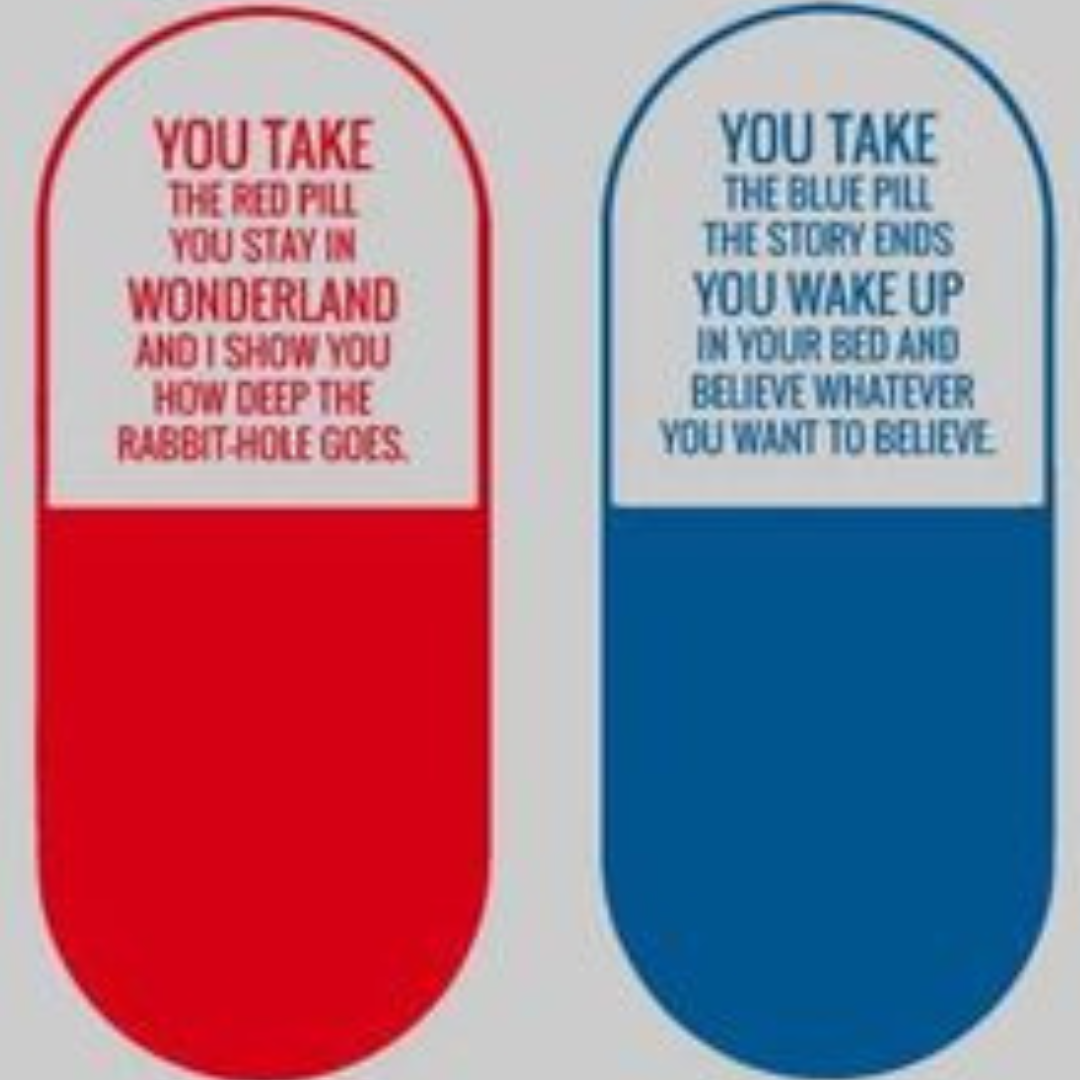 YOU TAKE
THE RED PILL
YOU STAY IN
WONDERLAND
AND I SHOW YOU
HOW DEEP THE
RABBIT-HOLE GOES.
YOU TAKE
THE BLUE PILL
THE STORY ENDS
YOU WAKE UP
IN YOUR BED AND
BELIEVE WHATEVER
YOU WANT TO BELIEVE.